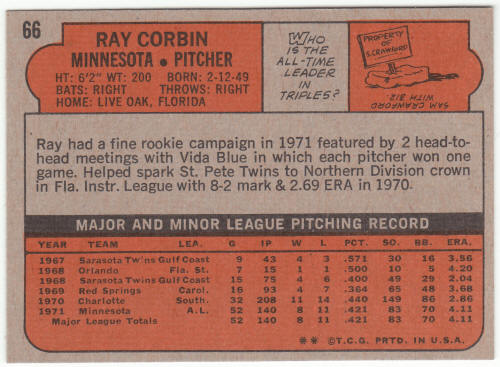 66
RAY CORBIN
MINNESOTA • PITCHER
HT: 6'2" WT: 200 BORN: 2-12-49
BATS: RIGHT THROWS: RIGHT
HOME: LIVE OAK, FLORIDA
WHO
IS THE
ALL-TIME
LEADER
IN
TRIPLES?
PROPERTY OF
S. CRAWFORD
SAM CRAWFORD
WITH 312.
Ray had a fine rookie campaign in 1971 featured by 2 head-to-
head meetings with Vida Blue in which each pitcher won one
game. Helped spark St. Pete Twins to Northern Division crown
in Fla. Instr. League with 8-2 mark & 2.69 ERA in 1970.
MAJOR AND MINOR LEAGUE PITCHING RECORD
YEAR TEAM LEA. G IP W L PCT. SO. BB. ERA.
1967 Sarasota Twins Gulf Coast 9 43 4 3 .571 30 16 3.56
1968 Orlando Fla. St. 7 15 1 1 .500 10 5 4.20
1968 Sarasota Twins Gulf Coast 15 75 4 6 .400 49 29 2.04
1969 Red Springs Carol. 16 93 4 7 .364 65 48 3.68
1970 Charlotte South. 32 208 11 14 .440 149 86 2.86
1971 Minnesota A.L. 52 140 8 11 .421 83 70 4.11
Major League Totals 52 140 8 11 .421 83 70 4.11
** ©T.C.G. PRTD. IN U.S.A.